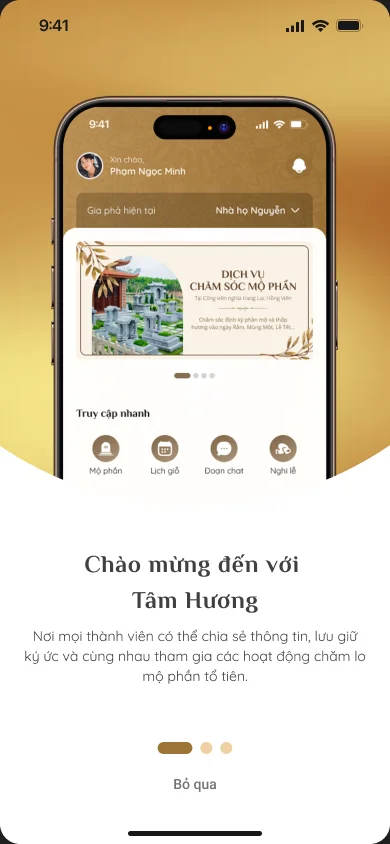 9:41
9:41
Xin chào,
Phạm Ngọc Minh
Gia phả hiện tại
Nhà họ Nguyễn
DỊCH VỤ
CHĂM SÓC MỘ PHẦN
Tại Công viên nghĩa trang Lạc Hồng Viên
Chăm sóc định kỳ phần mộ và thắp
hương vào ngày Rằm, Mùng Một, Lễ Tết...
Truy cập nhanh
Mộ phần
Lịch giỗ
Đoạn chat
Nghi lễ
Chào mừng đến với
Tâm Hương
Nơi mọi thành viên có thể chia sẻ thông tin, lưu giữ
ký ức và cùng nhau tham gia các hoạt động chăm lo
mộ phần tổ tiên.
Bỏ qua